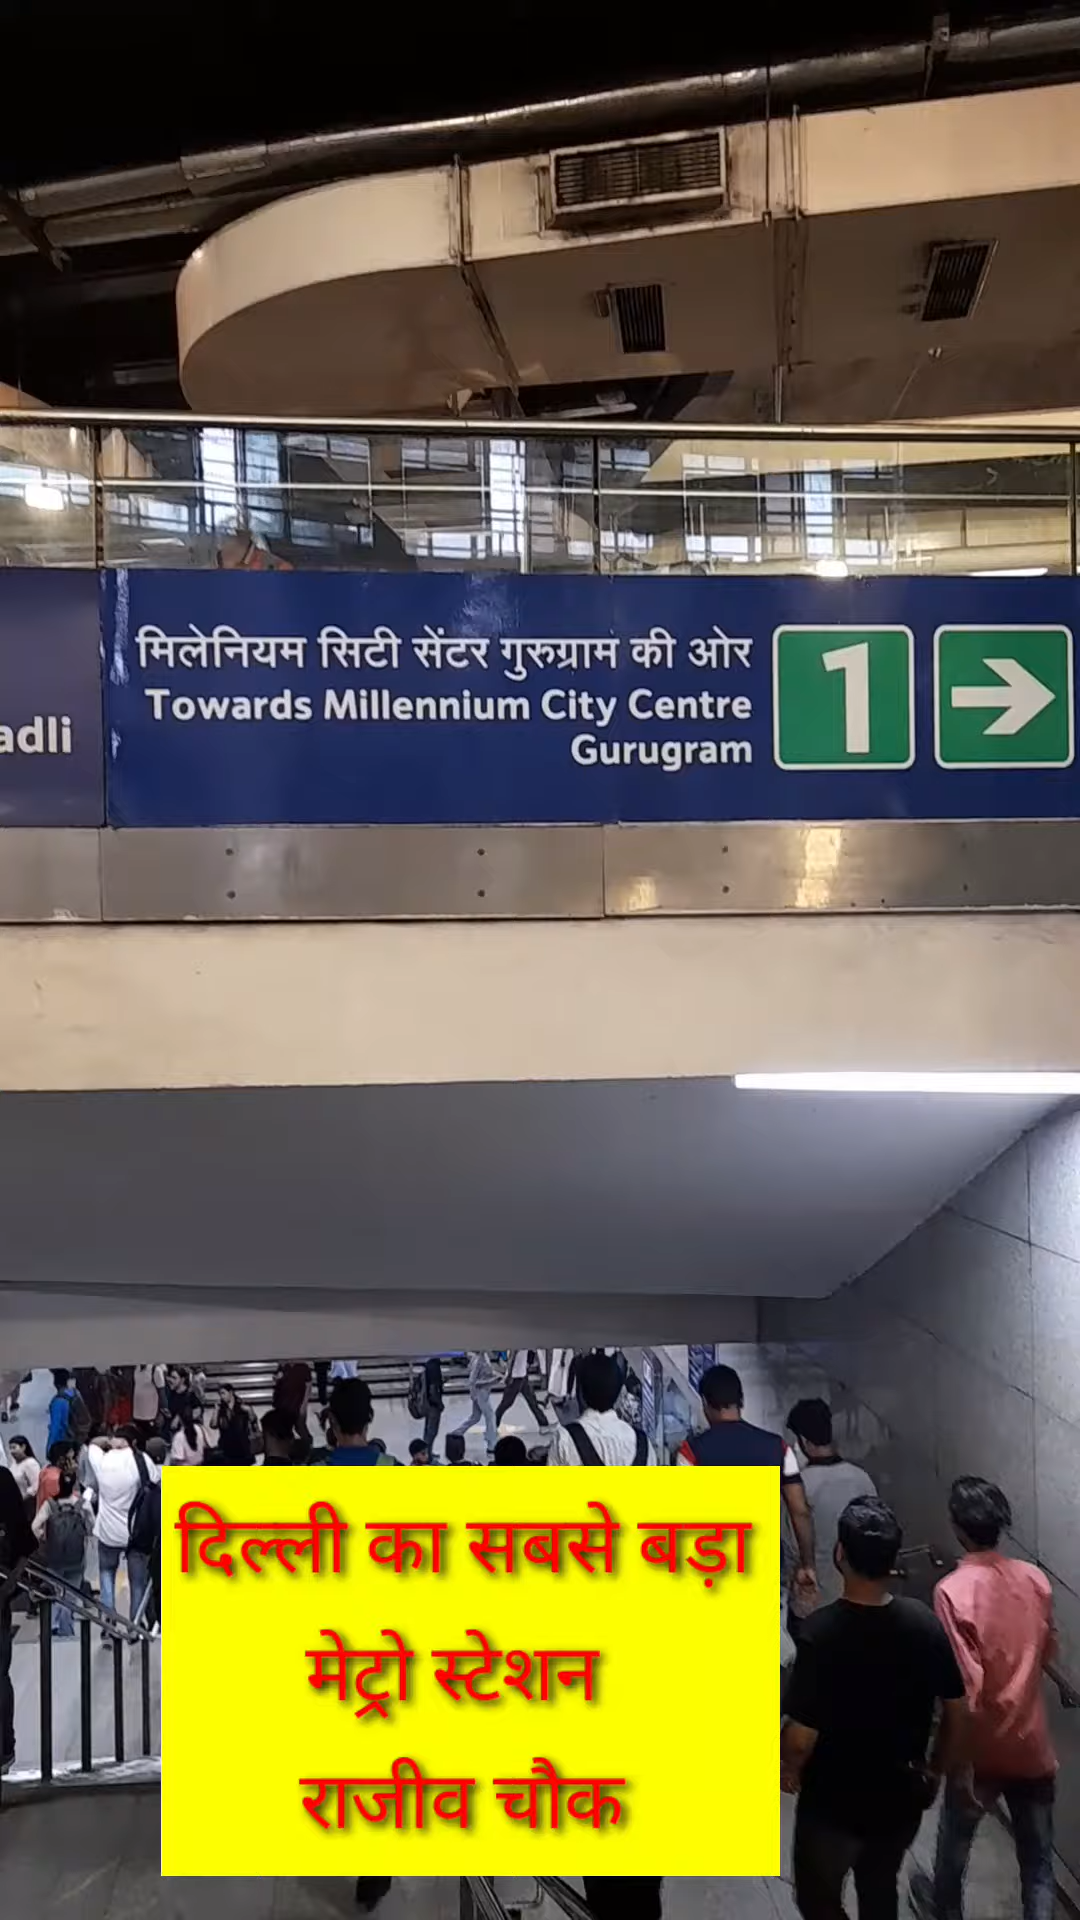 मिलेनियम सिटी सेंटर गुरुग्राम की ओर
Towards Millennium City Centre
Gurugram
1
adli
दिल्ली का सबसे बड़ा
मेट्रो स्टेशन
राजीव चौक